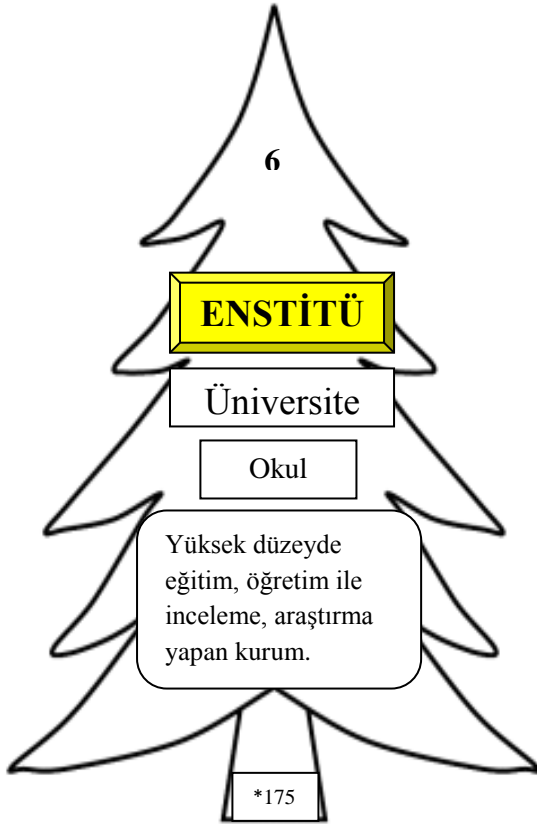 6
ENSTİTÜ
Üniversite
Okul
Yüksek düzeyde
eğitim, öğretim ile
inceleme, araştırma
yapan kurum.
*175